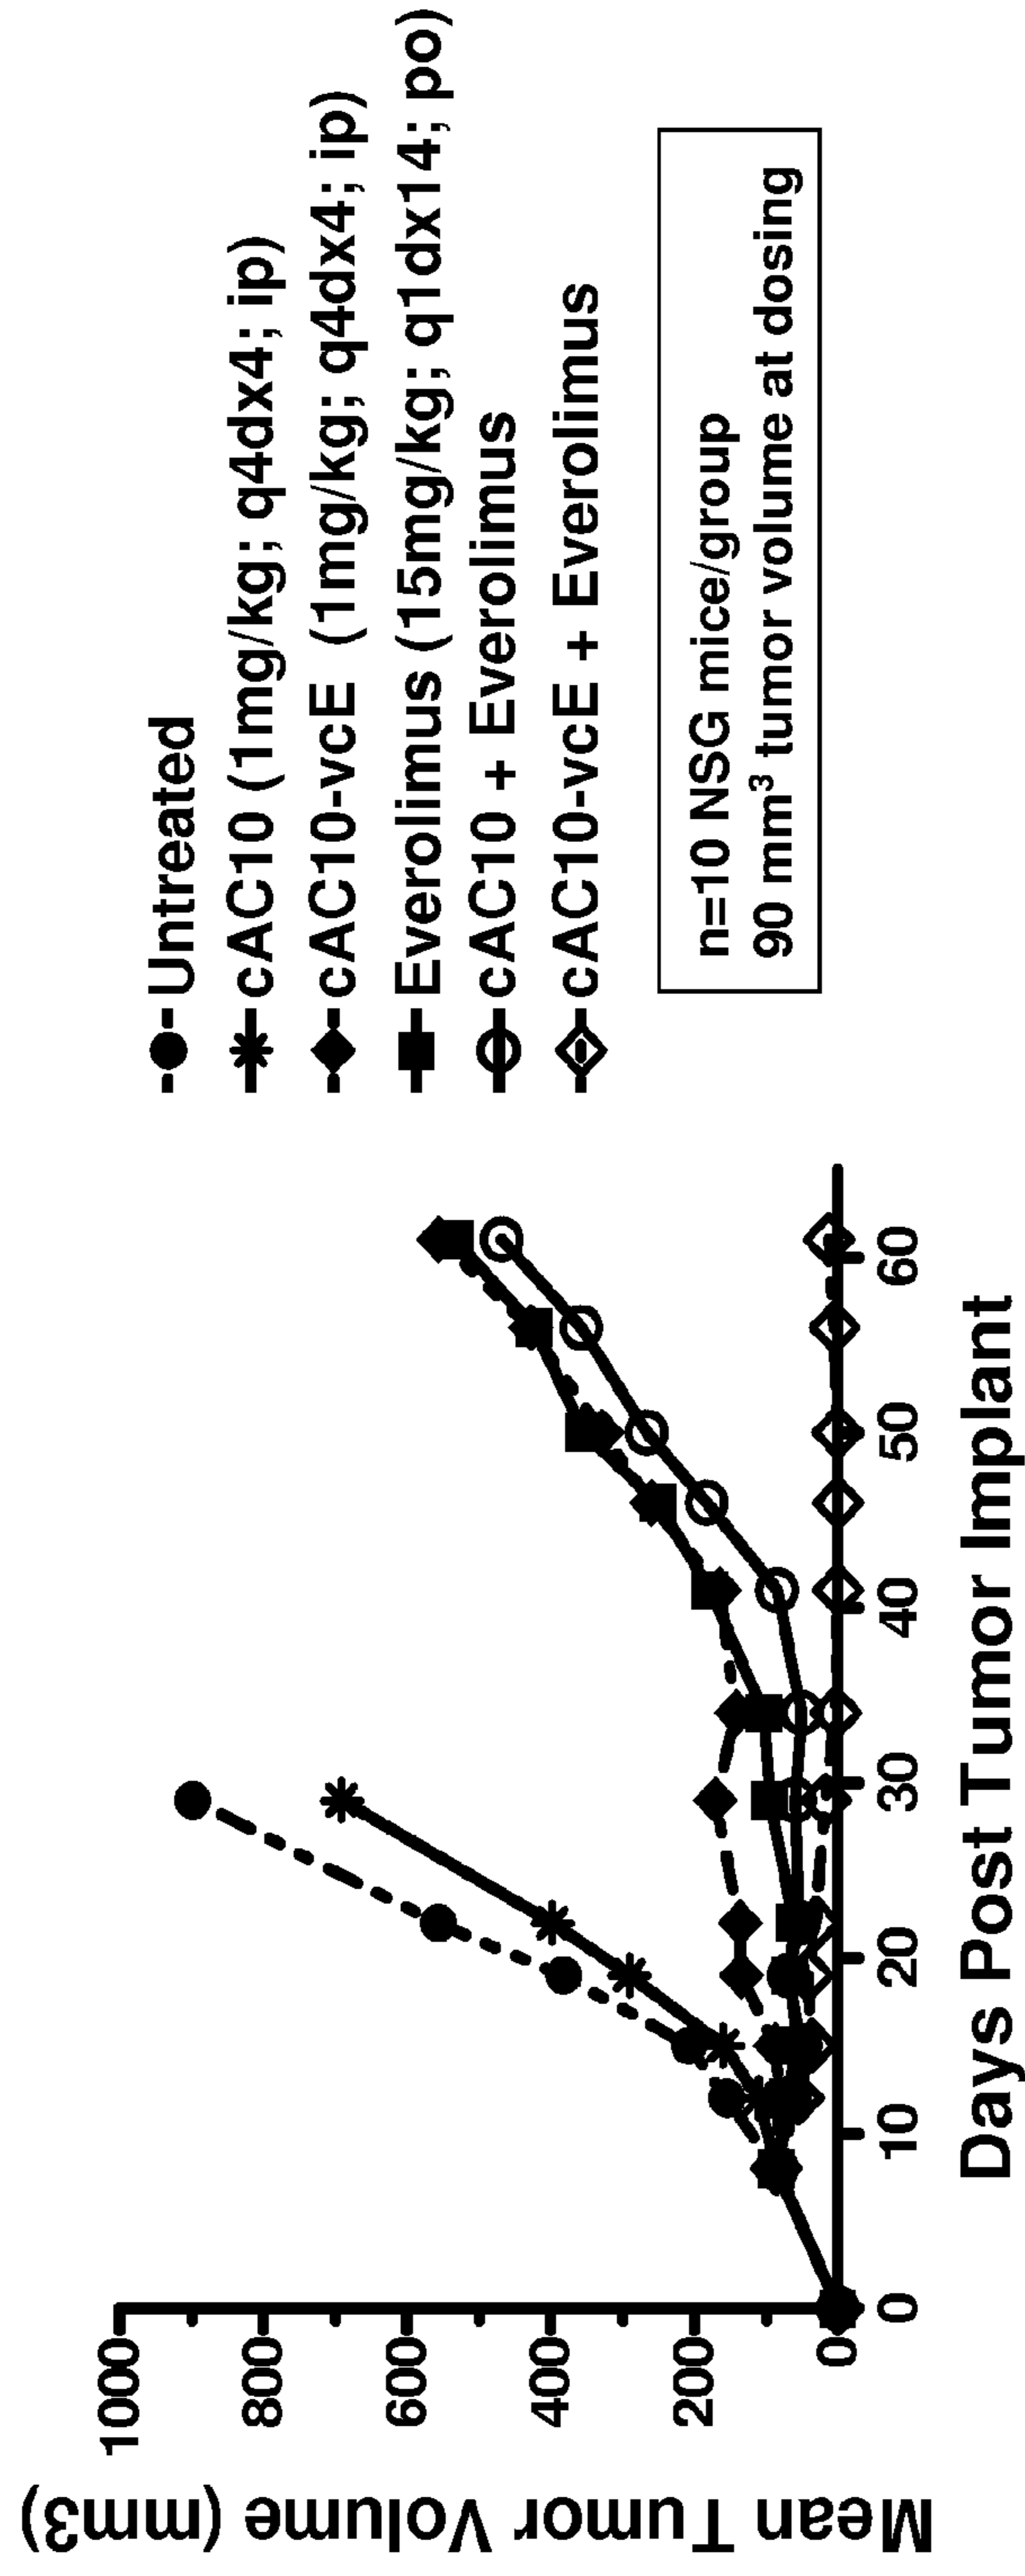 Mean Tumor Volume (mm3)
1000
800
600
400
200
0
0
10
20
30
40
50
60
Days Post Tumor Implant
Untreated
cAC10 (1mg/kg; q4dx4; ip)
cAC10-vcE (1mg/kg; q4dx4; ip)
Everolimus (15mg/kg; q1dx14; po)
cAC10 + Everolimus
cAC10-vcE + Everolimus
n=10 NSG mice/group
90 mm³ tumor volume at dosing